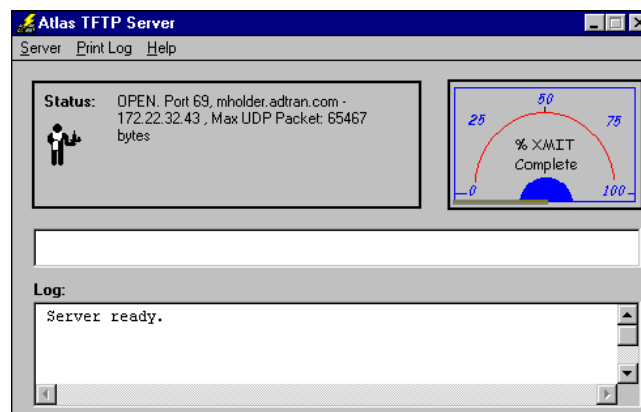 Atlas TFTP Server
Server Print Log Help
Status: OPEN. Port 69, mholder.adtran.com -
172.22.32.43 , Max UDP Packet: 65467
bytes
50
25 75
% XMIT
Complete
0 100
Log:
Server ready.